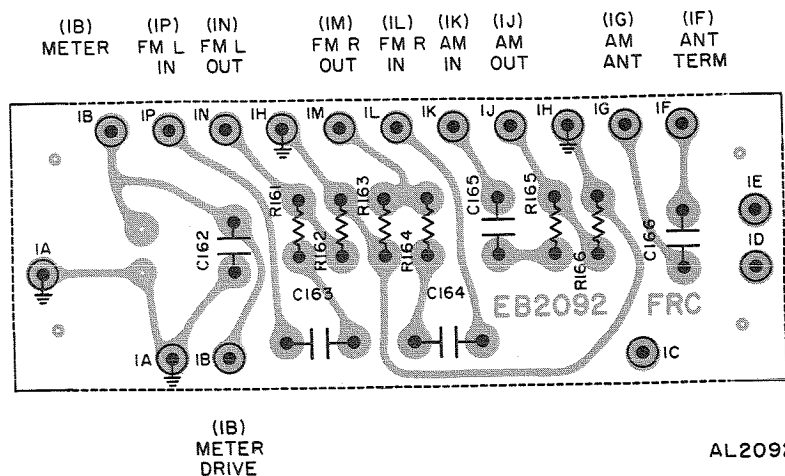 (IB) METER
(IP) FM L IN
(IN) FM L OUT
(IM) FM R OUT
(IL) FM R IN
(IK) AM IN
(IJ) AM OUT
(IG) AM ANT
(IF) ANT TERM
IB IP IN IH IM IL IK IJ IH IG IF
R161 R163 C165 R165
IE
C162 R162 R164 R166 C166
ID
IA
C163 C164 EB2092 FRC
IA IB IC
(IB) METER DRIVE
AL2092